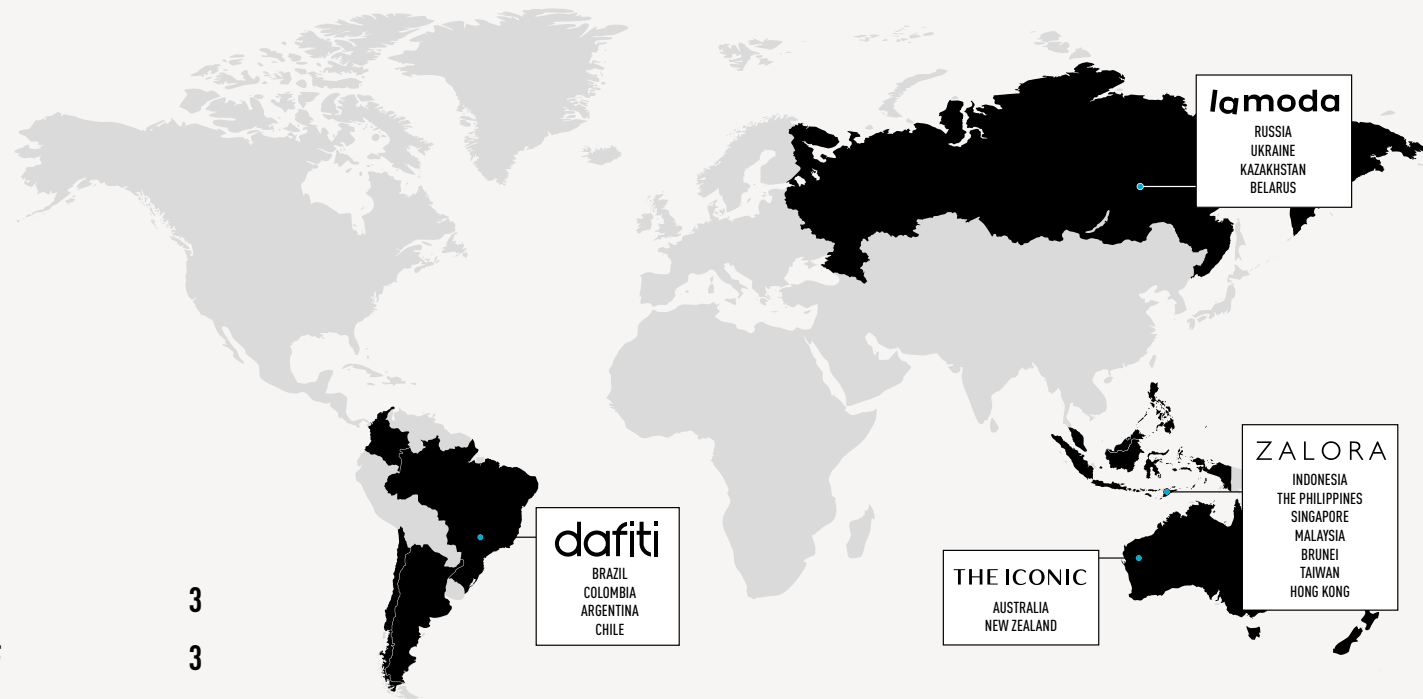 lamoda
RUSSIA
UKRAINE
KAZAKHSTAN
BELARUS
ZALORA
INDONESIA
THE PHILIPPINES
SINGAPORE
MALAYSIA
BRUNEI
TAIWAN
HONG KONG
dafiti
BRAZIL
COLOMBIA
ARGENTINA
CHILE
THE ICONIC
AUSTRALIA
NEW ZEALAND
3
3